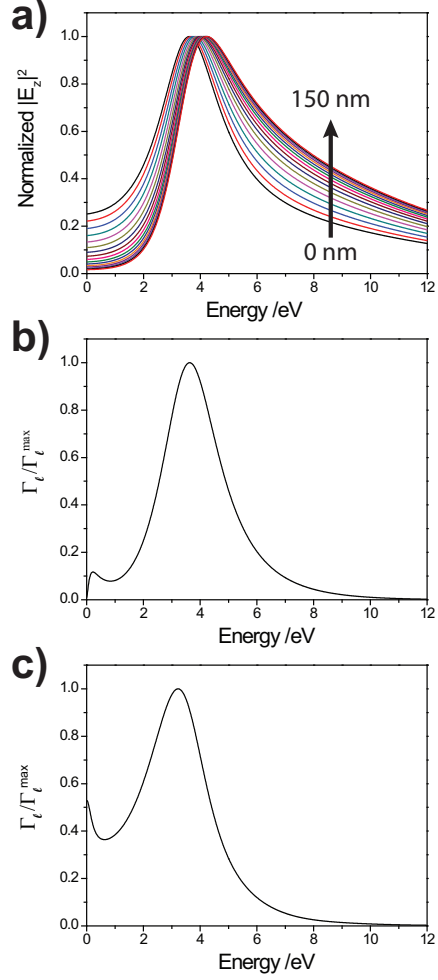 a)
Normalized |E_z|²
1.0
0.8
0.6
0.4
0.2
0.0
150 nm
0 nm
0 2 4 6 8 10 12
Energy /eV
b)
Γ_ℓ/Γ_ℓ^max
1.0
0.8
0.6
0.4
0.2
0.0
0 2 4 6 8 10 12
Energy /eV
c)
Γ_ℓ/Γ_ℓ^max
1.0
0.8
0.6
0.4
0.2
0.0
0 2 4 6 8 10 12
Energy /eV